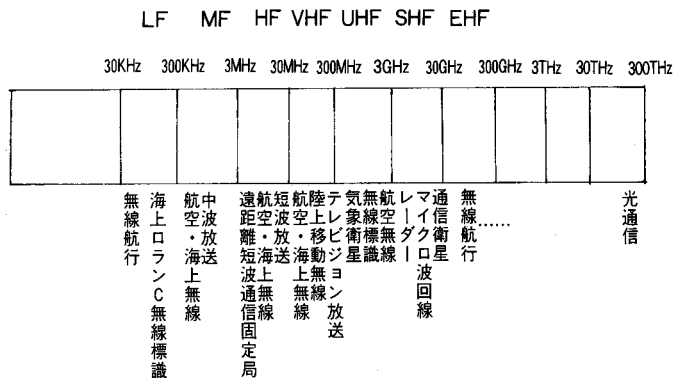 LF MF HF VHF UHF SHF EHF
30KHz 300KHz 3MHz 30MHz 300MHz 3GHz 30GHz 300GHz 3THz 30THz 300THz
無線航行
海上ロランC無線標識
航空・海上無線
中波放送
遠距離短波通信固定局
航空・海上無線
短波放送
航空・海上無線
陸上移動無線
テレビジョン放送
気象衛星
無線標識
航空無線
レーダー
マイクロ波回線
通信衛星
無線航行
……
光通信